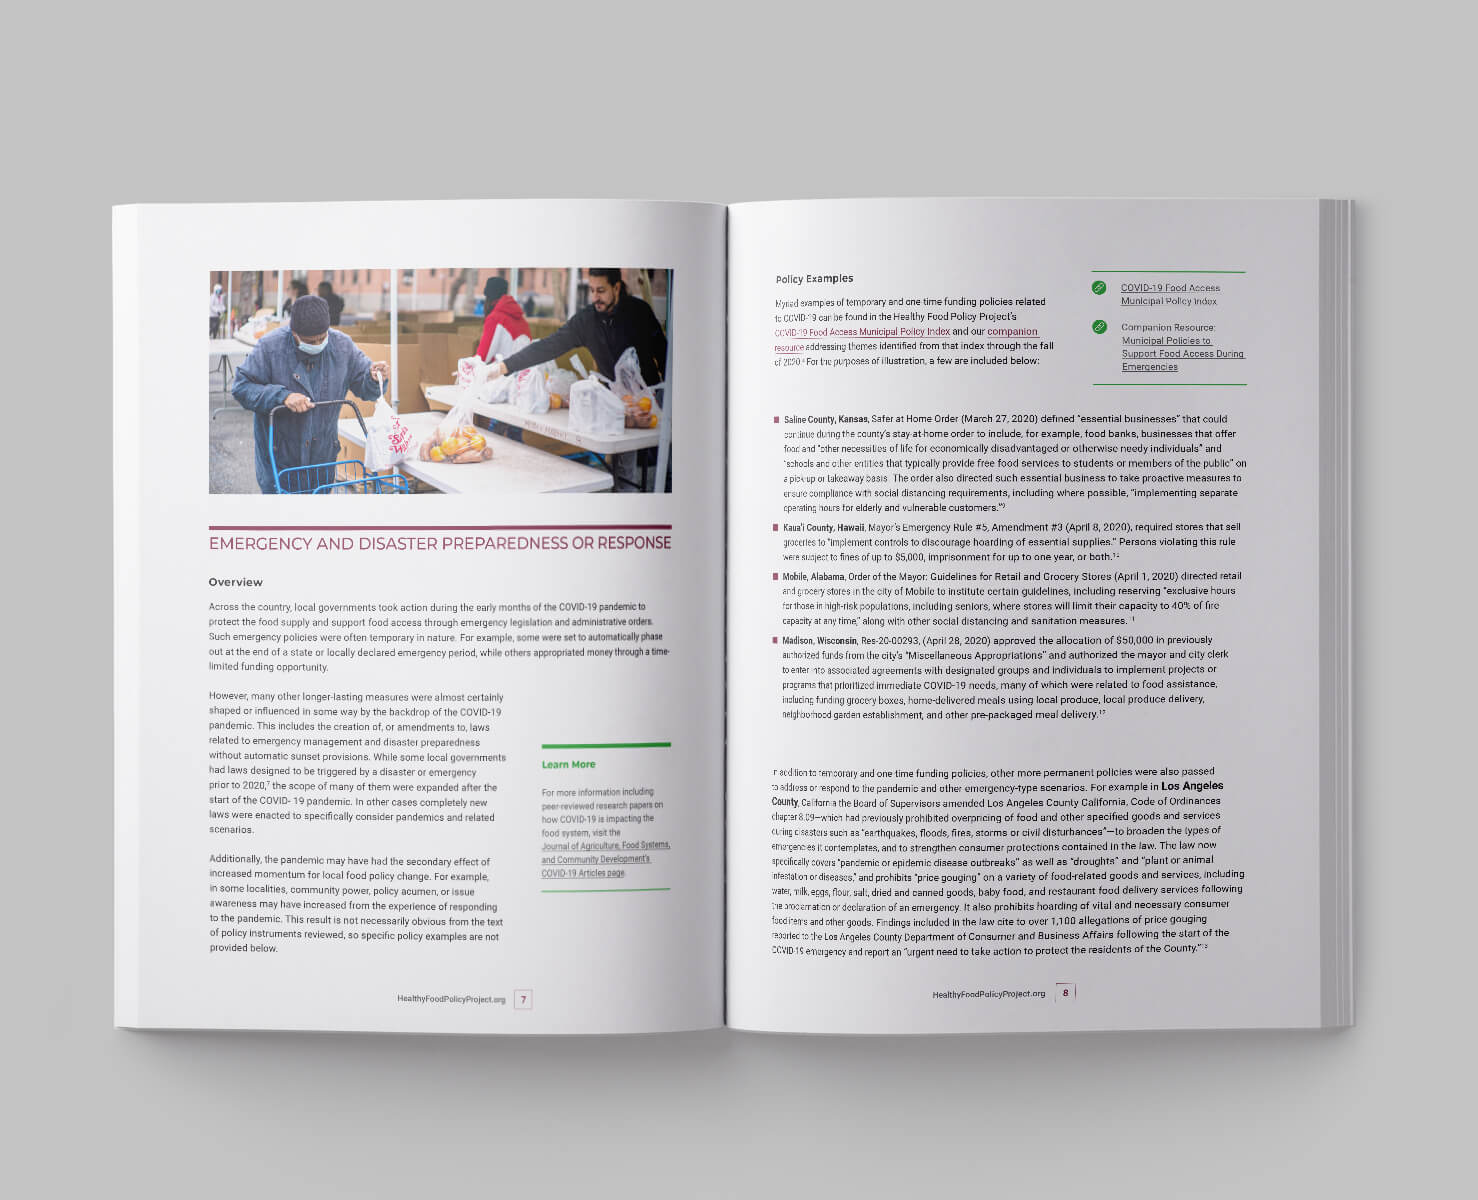 EMERGENCY AND DISASTER PREPAREDNESS OR RESPONSE
Overview
Across the country, local governments took action during the early months of the COVID-19 pandemic to
protect the food supply and support food access through emergency legislation and administrative orders.
Such emergency policies were often temporary in nature. For example, some were set to automatically phase
out at the end of a state or locally declared emergency period, while others appropriated money through a time-
limited funding opportunity.
However, many other longer-lasting measures were almost certainly
shaped or influenced in some way by the backdrop of the COVID-19
pandemic. This includes the creation of, or amendments to, laws
related to emergency management and disaster preparedness
without automatic sunset provisions. While some local governments
had laws designed to be triggered by a disaster or emergency
prior to 2020,⁷ the scope of many of them were expanded after the
start of the COVID- 19 pandemic. In other cases completely new
laws were enacted to specifically consider pandemics and related
scenarios.
Additionally, the pandemic may have had the secondary effect of
increased momentum for local food policy change. For example,
in some localities, community power, policy acumen, or issue
awareness may have increased from the experience of responding
to the pandemic. This result is not necessarily obvious from the text
of policy instruments reviewed, so specific policy examples are not
provided below.
Learn More
For more information including
peer-reviewed research papers on
how COVID-19 is impacting the
food system, visit the
Journal of Agriculture, Food Systems,
and Community Development's
COVID-19 Articles page.
HealthyFoodPolicyProject.org 7
Policy Examples
Myriad examples of temporary and one time funding policies related
to COVID-19 can be found in the Healthy Food Policy Project's
COVID-19 Food Access Municipal Policy Index and our companion
resource addressing themes identified from that index through the fall
of 2020. For the purposes of illustration, a few are included below:
COVID-19 Food Access
Municipal Policy Index
Companion Resource:
Municipal Policies to
Support Food Access During
Emergencies
Saline County, Kansas, Safer at Home Order (March 27, 2020) defined “essential businesses” that could
continue during the county's stay-at-home order to include, for example, food banks, businesses that offer
food and “other necessities of life for economically disadvantaged or otherwise needy individuals” and
“schools and other entities that typically provide free food services to students or members of the public” on
a pick-up or takeaway basis. The order also directed such essential business to take proactive measures to
ensure compliance with social distancing requirements, including where possible, “implementing separate
operating hours for elderly and vulnerable customers.”⁹
Kaua'i County, Hawaii, Mayor's Emergency Rule #5, Amendment #3 (April 8, 2020), required stores that sell
groceries to “implement controls to discourage hoarding of essential supplies.” Persons violating this rule
were subject to fines of up to $5,000, imprisonment for up to one year, or both.
Mobile, Alabama, Order of the Mayor: Guidelines for Retail and Grocery Stores (April 1, 2020) directed retail
and grocery stores in the city of Mobile to institute certain guidelines, including reserving “exclusive hours
for those in high-risk populations, including seniors, where stores will limit their capacity to 40% of fire
capacity at any time,” along with other social distancing and sanitation measures.¹¹
Madison, Wisconsin, Res-20-00293, (April 28, 2020) approved the allocation of $50,000 in previously
authorized funds from the city's “Miscellaneous Appropriations” and authorized the mayor and city clerk
to enter into associated agreements with designated groups and individuals to implement projects or
programs that prioritized immediate COVID-19 needs, many of which were related to food assistance,
including funding grocery boxes, home-delivered meals using local produce, local produce delivery,
neighborhood garden establishment, and other pre-packaged meal delivery.¹²
In addition to temporary and one time funding policies, other more permanent policies were also passed
to address or respond to the pandemic and other emergency-type scenarios. For example in Los Angeles
County, California the Board of Supervisors amended Los Angeles County California, Code of Ordinances
chapter 8.09—which had previously prohibited overpricing of food and other specified goods and services
during disasters such as “earthquakes, floods, fires, storms or civil disturbances”—to broaden the types of
emergencies it contemplates, and to strengthen consumer protections contained in the law. The law now
specifically covers “pandemic or epidemic disease outbreaks” as well as “droughts” and “plant or animal
infestation or diseases,” and prohibits “price gouging” on a variety of food-related goods and services, including
water, milk, eggs, flour, salt, dried and canned goods, baby food, and restaurant food delivery services following
the proclamation or declaration of an emergency. It also prohibits hoarding of vital and necessary consumer
food items and other goods. Findings included in the law cite to over 1,100 allegations of price gouging
reported to the Los Angeles County Department of Consumer and Business Affairs following the start of the
COVID-19 emergency and report an “urgent need to take action to protect the residents of the County.”¹³
HealthyFoodPolicyProject.org 8